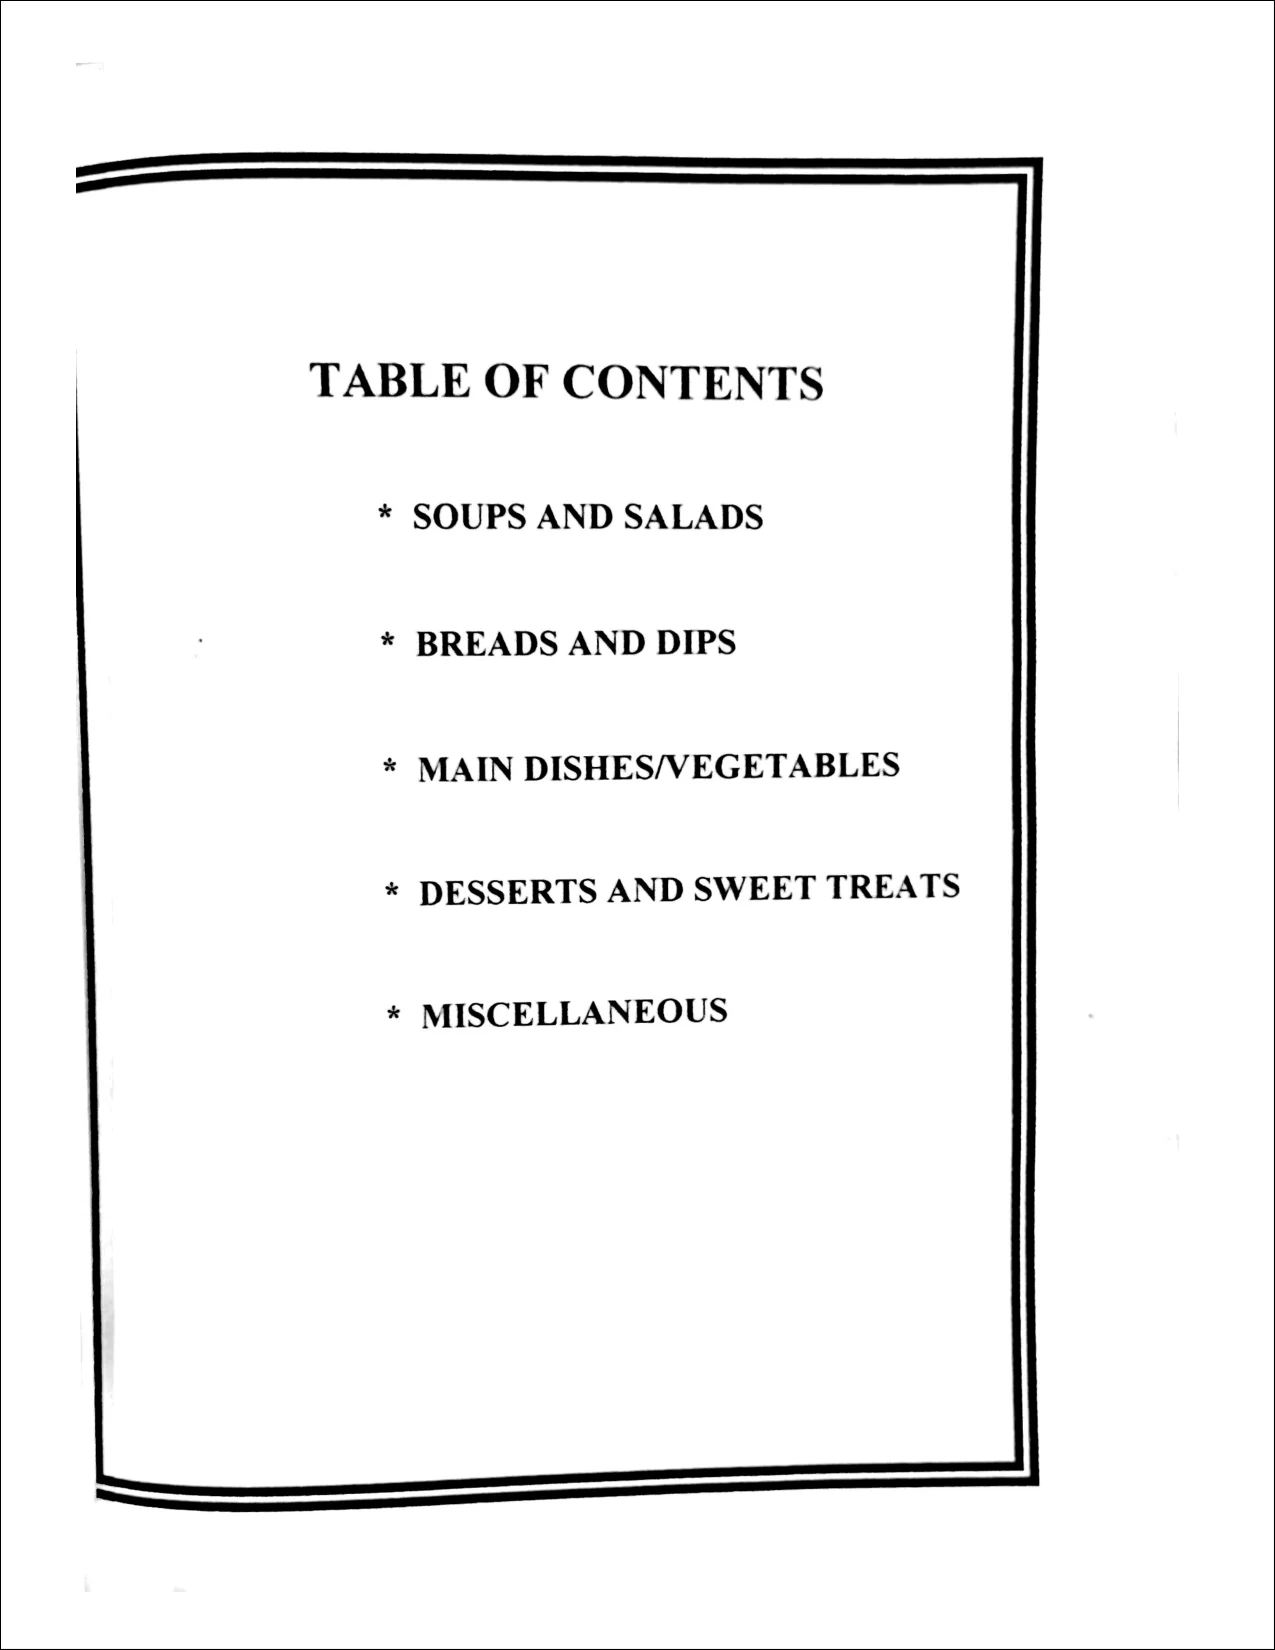 TABLE OF CONTENTS
* SOUPS AND SALADS
* BREADS AND DIPS
* MAIN DISHES/VEGETABLES
* DESSERTS AND SWEET TREATS
* MISCELLANEOUS